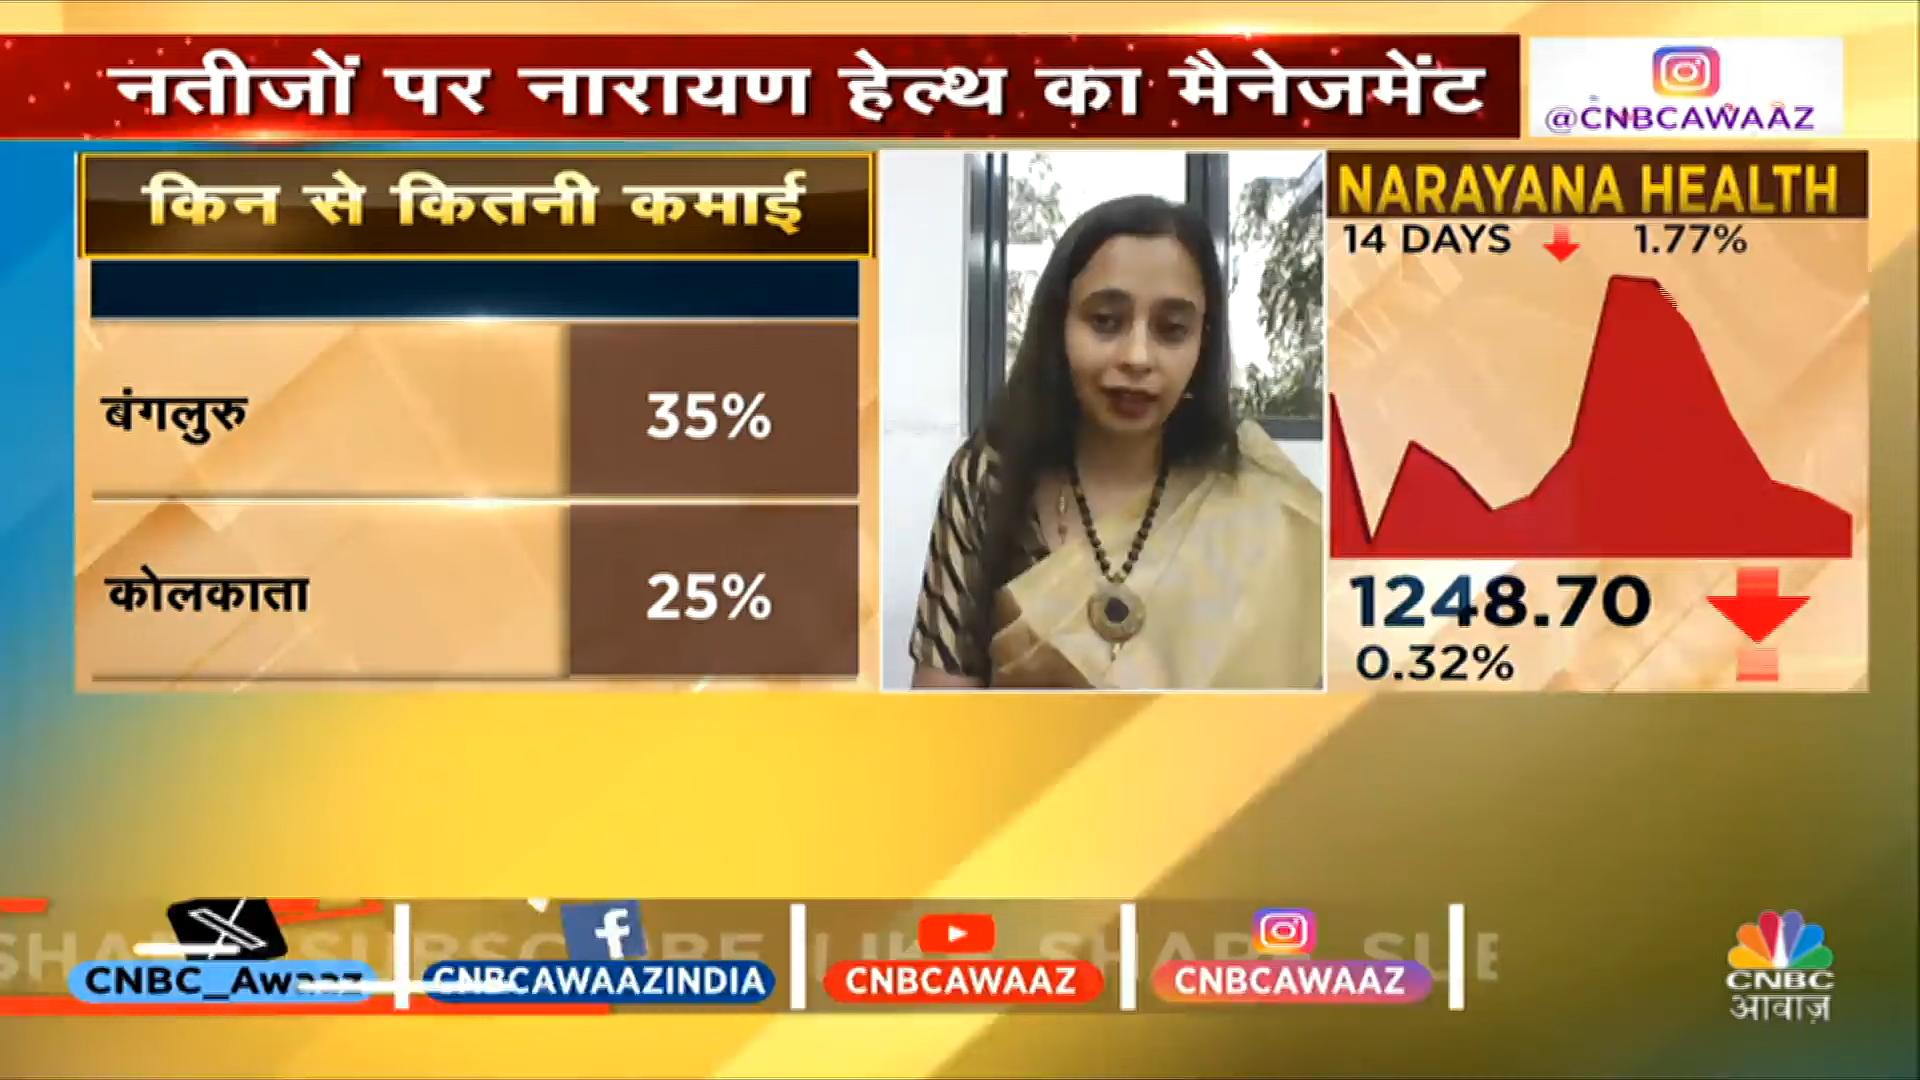 नतीजों पर नारायण हेल्थ का मैनेजमेंट
@CNBCAWAAZ
किन से कितनी कमाई
बंगलुरु 35%
कोलकाता 25%
NARAYANA HEALTH
14 DAYS 1.77%
1248.70
0.32%
CNBC_Awaaz
CNBCAWAAZINDIA
CNBCAWAAZ
CNBCAWAAZ
CNBC
आवाज़